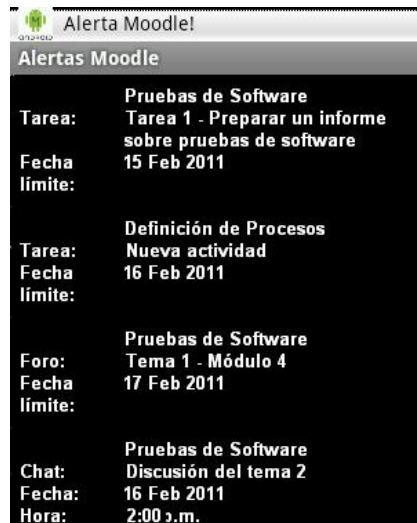 Alerta Moodle!
android
Alertas Moodle
Pruebas de Software
Tarea: Tarea 1 - Preparar un informe
sobre pruebas de software
Fecha 15 Feb 2011
límite:
Definición de Procesos
Tarea: Nueva actividad
Fecha 16 Feb 2011
límite:
Pruebas de Software
Foro: Tema 1 - Módulo 4
Fecha 17 Feb 2011
límite:
Pruebas de Software
Chat: Discusión del tema 2
Fecha: 16 Feb 2011
Hora: 2:00 p.m.